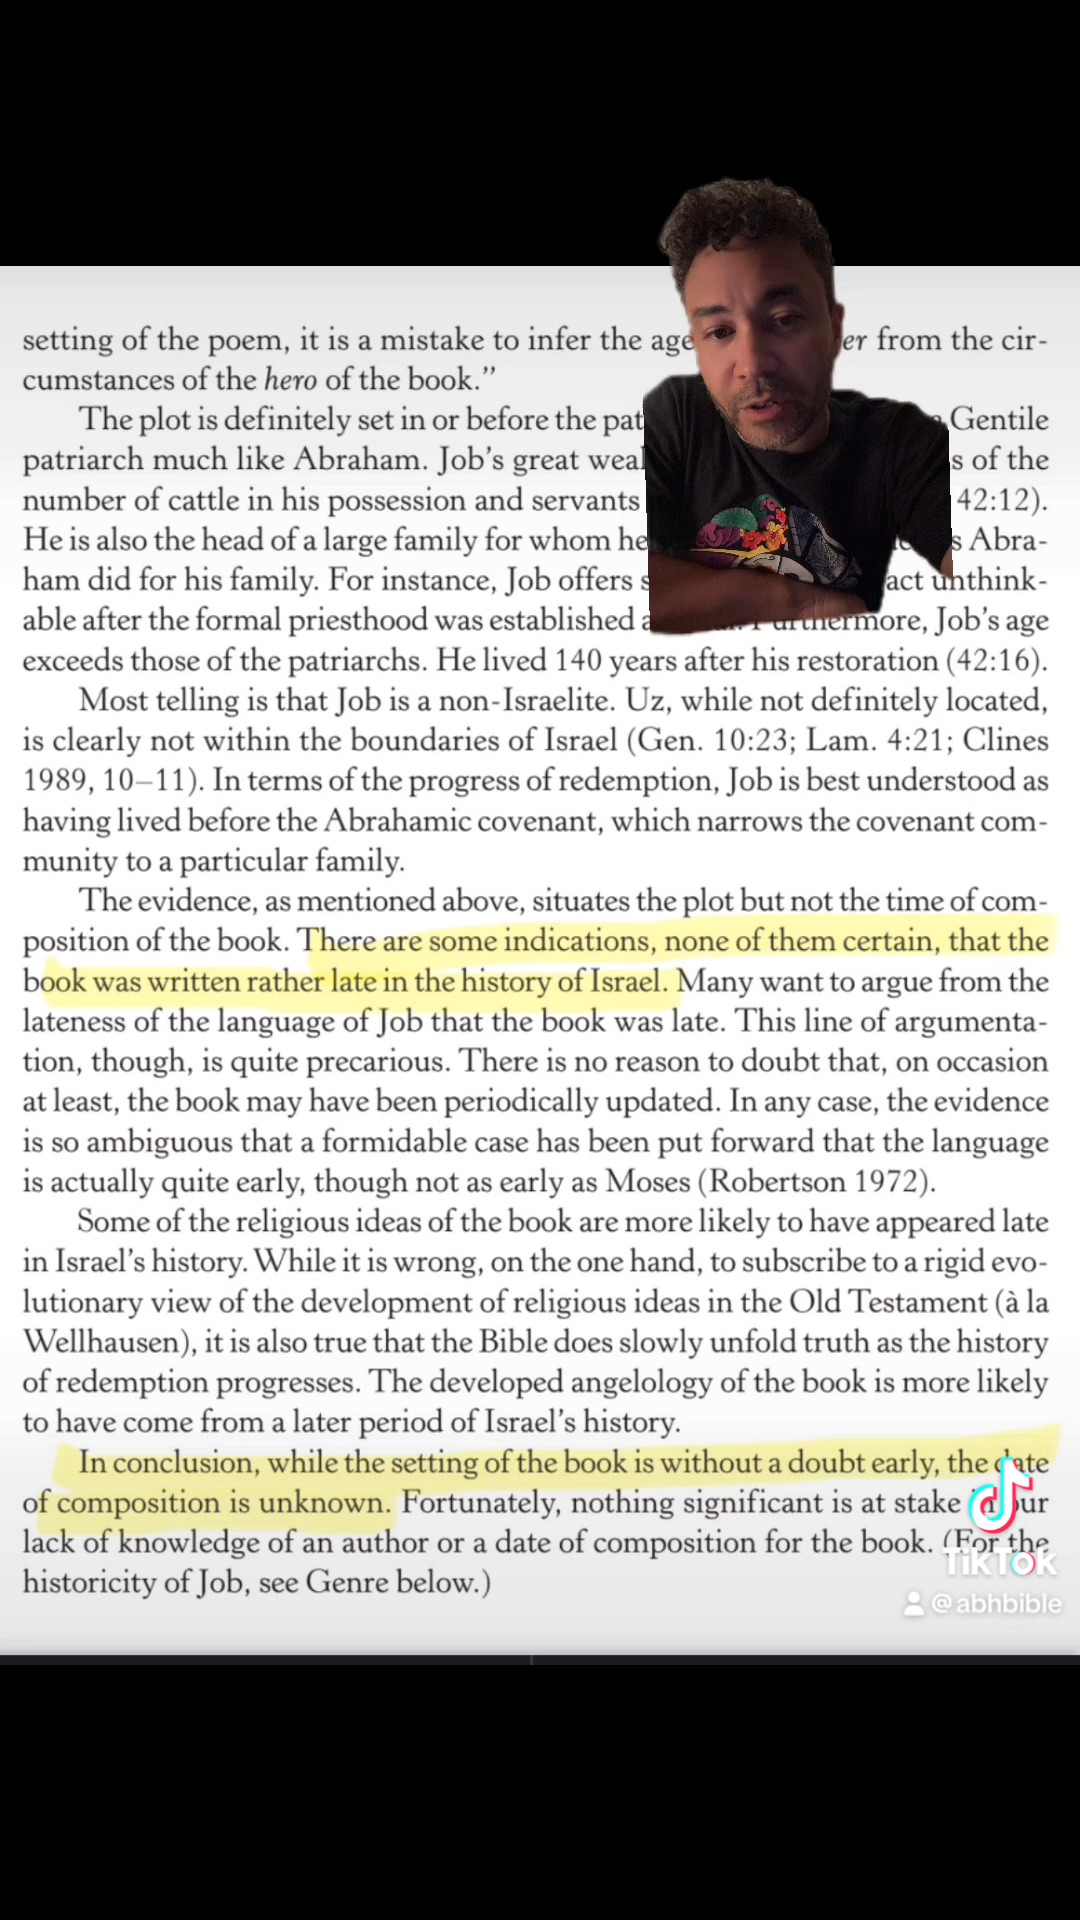 setting of the poem, it is a mistake to infer the age er from the cir-
cumstances of the hero of the book.”
The plot is definitely set in or before the pat Gentile
patriarch much like Abraham. Job’s great weal s of the
number of cattle in his possession and servants 42:12).
He is also the head of a large family for whom he s Abra-
ham did for his family. For instance, Job offers s act unthink-
able after the formal priesthood was established a Furthermore, Job’s age
exceeds those of the patriarchs. He lived 140 years after his restoration (42:16).
Most telling is that Job is a non-Israelite. Uz, while not definitely located,
is clearly not within the boundaries of Israel (Gen. 10:23; Lam. 4:21; Clines
1989, 10–11). In terms of the progress of redemption, Job is best understood as
having lived before the Abrahamic covenant, which narrows the covenant com-
munity to a particular family.
The evidence, as mentioned above, situates the plot but not the time of com-
position of the book. There are some indications, none of them certain, that the
book was written rather late in the history of Israel. Many want to argue from the
lateness of the language of Job that the book was late. This line of argumenta-
tion, though, is quite precarious. There is no reason to doubt that, on occasion
at least, the book may have been periodically updated. In any case, the evidence
is so ambiguous that a formidable case has been put forward that the language
is actually quite early, though not as early as Moses (Robertson 1972).
Some of the religious ideas of the book are more likely to have appeared late
in Israel’s history. While it is wrong, on the one hand, to subscribe to a rigid evo-
lutionary view of the development of religious ideas in the Old Testament (à la
Wellhausen), it is also true that the Bible does slowly unfold truth as the history
of redemption progresses. The developed angelology of the book is more likely
to have come from a later period of Israel’s history.
In conclusion, while the setting of the book is without a doubt early, the date
of composition is unknown. Fortunately, nothing significant is at stake in our
lack of knowledge of an author or a date of composition for the book. (For the
historicity of Job, see Genre below.)
TikTok
@abhbible